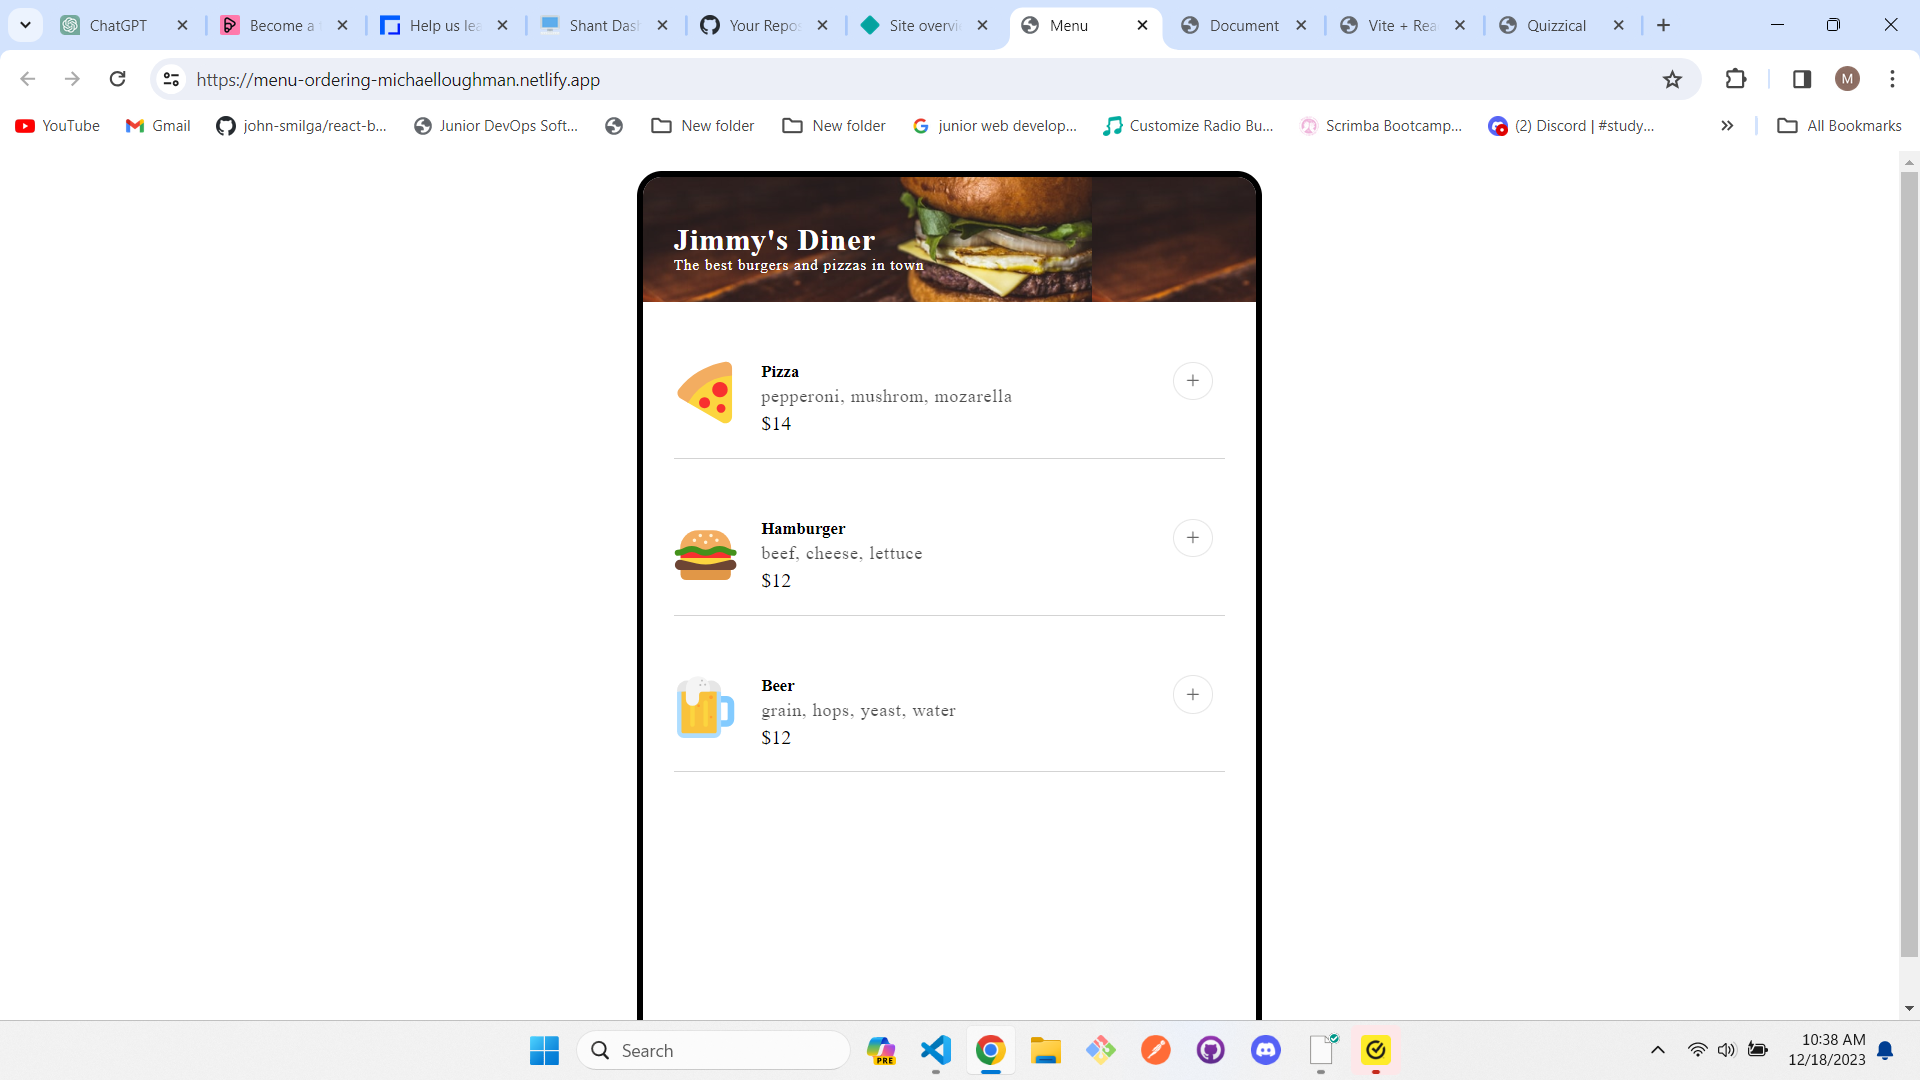 ChatGPT
Become a t
Help us lea
Shant Dash
Your Repos
Site overvi
Menu
Document
Vite + Rea
Quizzical
https://menu-ordering-michaelloughman.netlify.app
M
YouTube
Gmail
john-smilga/react-b...
Junior DevOps Soft...
New folder
New folder
junior web develop...
Customize Radio Bu...
Scrimba Bootcamp...
(2) Discord | #study...
All Bookmarks
Jimmy's Diner
The best burgers and pizzas in town
Pizza
pepperoni, mushrom, mozarella
$14
+
Hamburger
beef, cheese, lettuce
$12
+
Beer
grain, hops, yeast, water
$12
+
Search
PRE
10:38 AM
12/18/2023